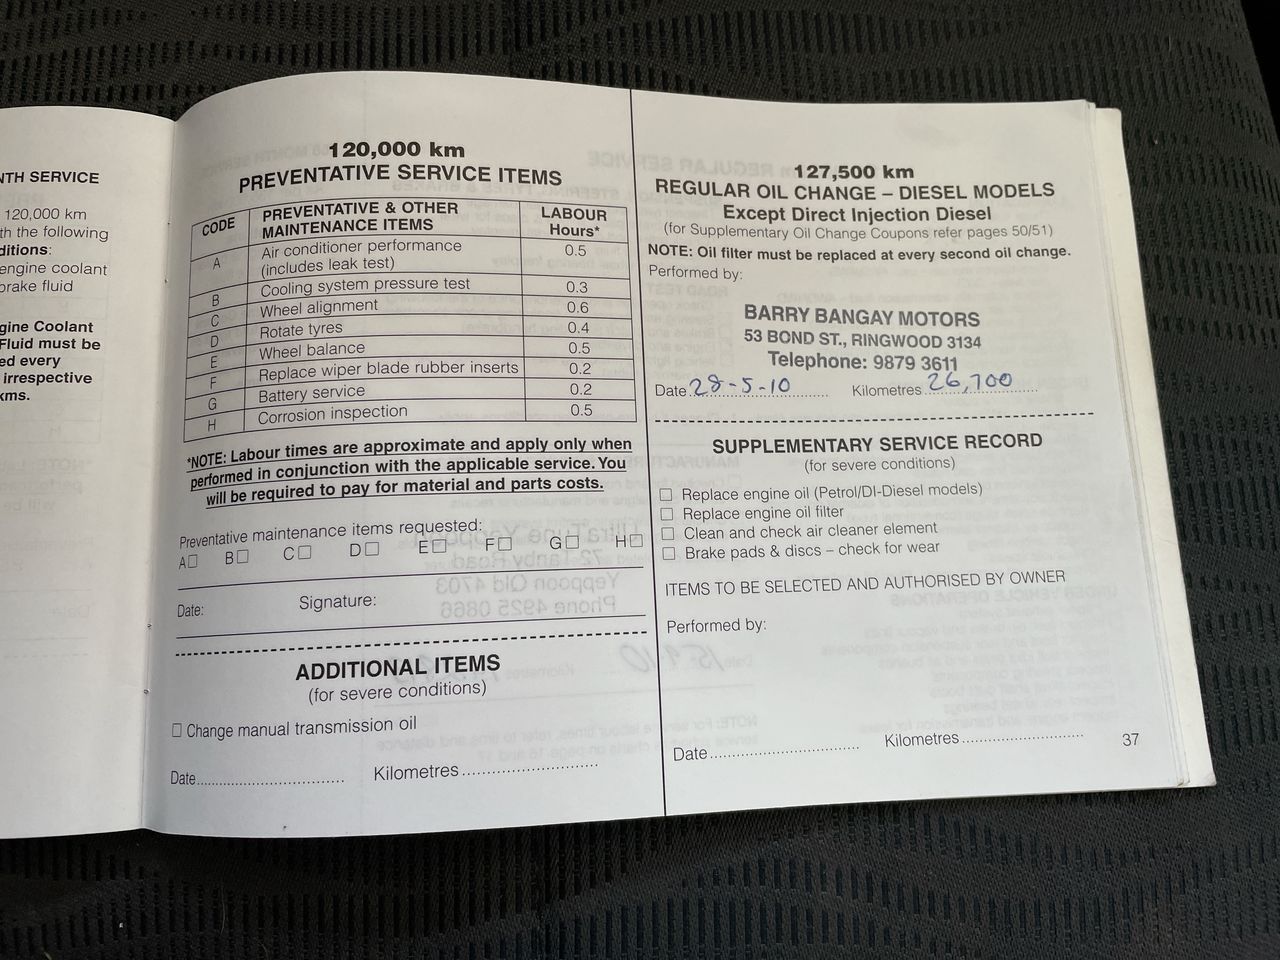 NTH SERVICE
120,000 km
th the following
ditions:
engine coolant
brake fluid
gine Coolant
Fluid must be
ed every
irrespective
kms.
120,000 km
PREVENTATIVE SERVICE ITEMS
CODE PREVENTATIVE & OTHER MAINTENANCE ITEMS LABOUR Hours*
A Air conditioner performance (includes leak test) 0.5
B Cooling system pressure test 0.3
C Wheel alignment 0.6
D Rotate tyres 0.4
E Wheel balance 0.5
F Replace wiper blade rubber inserts 0.2
G Battery service 0.2
H Corrosion inspection 0.5
*NOTE: Labour times are approximate and apply only when
performed in conjunction with the applicable service. You
will be required to pay for material and parts costs.
Preventative maintenance items requested:
A☐ B☐ C☐ D☐ E☐ F☐ G☐ H☐
Date: Signature:
ADDITIONAL ITEMS
(for severe conditions)
☐ Change manual transmission oil
Date.............................. Kilometres..............................
127,500 km
REGULAR OIL CHANGE – DIESEL MODELS
Except Direct Injection Diesel
(for Supplementary Oil Change Coupons refer pages 50/51)
NOTE: Oil filter must be replaced at every second oil change.
Performed by:
BARRY BANGAY MOTORS
53 BOND ST., RINGWOOD 3134
Telephone: 9879 3611
Date 28-5-10 Kilometres 26,700
SUPPLEMENTARY SERVICE RECORD
(for severe conditions)
☐ Replace engine oil (Petrol/DI-Diesel models)
☐ Replace engine oil filter
☐ Clean and check air cleaner element
☐ Brake pads & discs – check for wear
ITEMS TO BE SELECTED AND AUTHORISED BY OWNER
Performed by:
Date.............................. Kilometres..............................
37